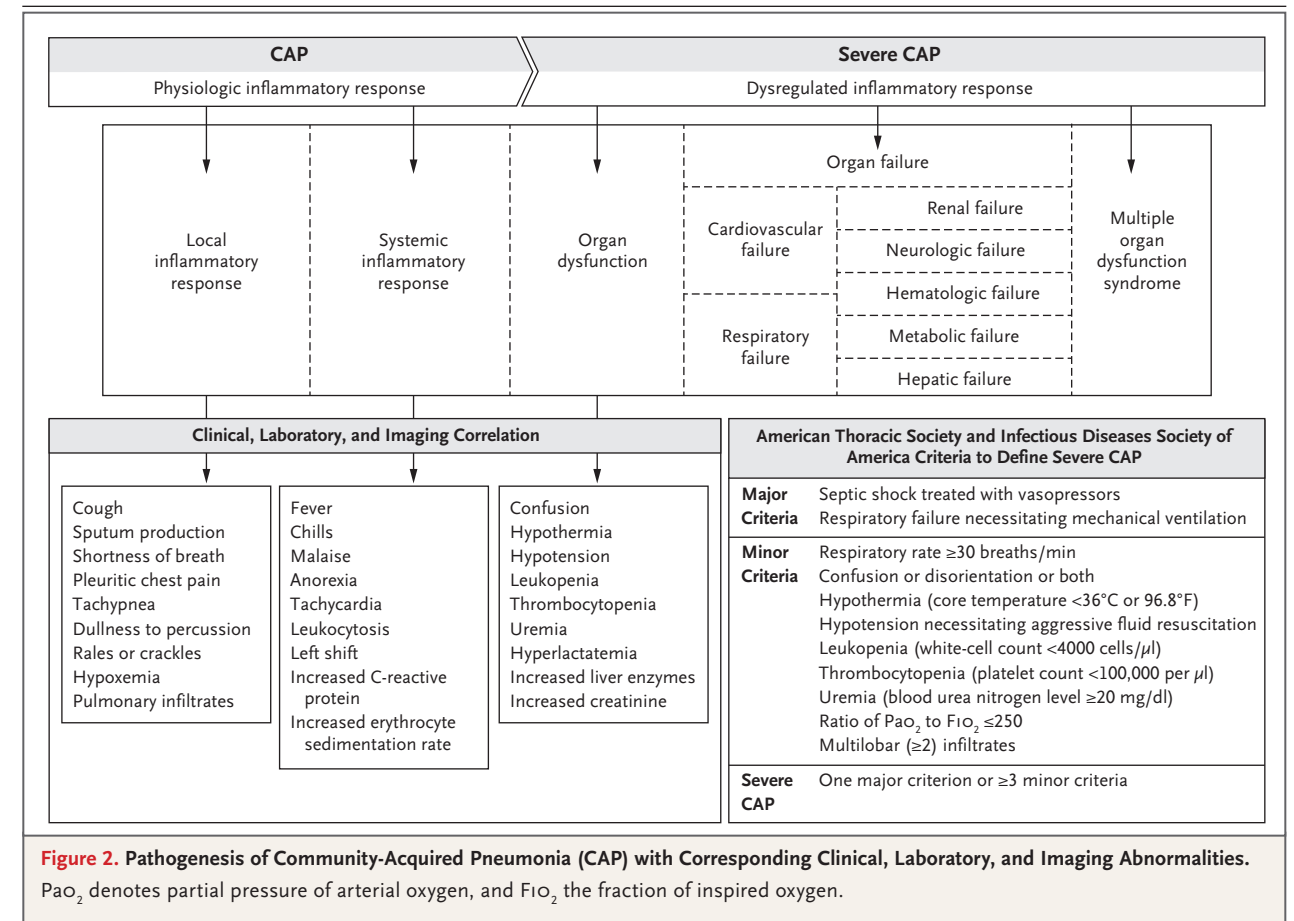 CAP
Severe CAP
Physiologic inflammatory response
Dysregulated inflammatory response
Local
inflammatory
response
Systemic
inflammatory
response
Organ
dysfunction
Organ failure
Cardiovascular
failure
Respiratory
failure
Renal failure
Neurologic failure
Hematologic failure
Metabolic failure
Hepatic failure
Multiple
organ
dysfunction
syndrome
Clinical, Laboratory, and Imaging Correlation
Cough
Sputum production
Shortness of breath
Pleuritic chest pain
Tachypnea
Dullness to percussion
Rales or crackles
Hypoxemia
Pulmonary infiltrates
Fever
Chills
Malaise
Anorexia
Tachycardia
Leukocytosis
Left shift
Increased C-reactive
protein
Increased erythrocyte
sedimentation rate
Confusion
Hypothermia
Hypotension
Leukopenia
Thrombocytopenia
Uremia
Hyperlactatemia
Increased liver enzymes
Increased creatinine
American Thoracic Society and Infectious Diseases Society of
America Criteria to Define Severe CAP
Major Septic shock treated with vasopressors
Criteria Respiratory failure necessitating mechanical ventilation
Minor Respiratory rate ≥30 breaths/min
Criteria Confusion or disorientation or both
Hypothermia (core temperature <36°C or 96.8°F)
Hypotension necessitating aggressive fluid resuscitation
Leukopenia (white-cell count <4000 cells/μl)
Thrombocytopenia (platelet count <100,000 per μl)
Uremia (blood urea nitrogen level ≥20 mg/dl)
Ratio of PaO₂ to FIO₂ ≤250
Multilobar (≥2) infiltrates
Severe One major criterion or ≥3 minor criteria
CAP
Figure 2. Pathogenesis of Community-Acquired Pneumonia (CAP) with Corresponding Clinical, Laboratory, and Imaging Abnormalities.
PaO₂ denotes partial pressure of arterial oxygen, and FIO₂ the fraction of inspired oxygen.